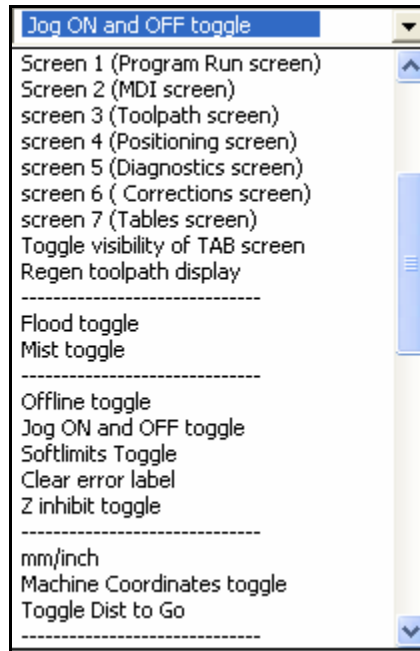 Jog ON and OFF toggle
Screen 1 (Program Run screen)
Screen 2 (MDI screen)
screen 3 (Toolpath screen)
screen 4 (Positioning screen)
screen 5 (Diagnostics screen)
screen 6 ( Corrections screen)
screen 7 (Tables screen)
Toggle visibility of TAB screen
Regen toolpath display
------------------------------
Flood toggle
Mist toggle
------------------------------
Offline toggle
Jog ON and OFF toggle
Softlimits Toggle
Clear error label
Z inhibit toggle
------------------------------
mm/inch
Machine Coordinates toggle
Toggle Dist to Go
------------------------------